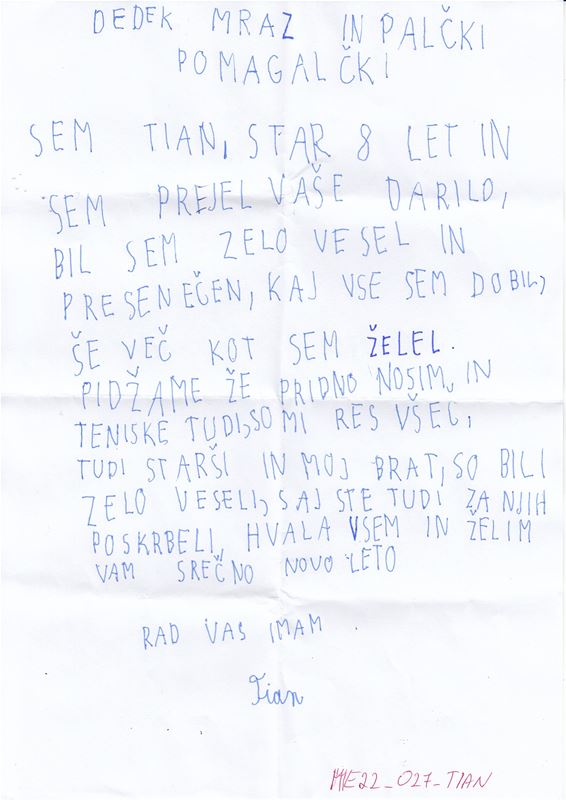 DEDEK MRAZ IN PALČKI
POMAGALČKI
SEM TIAN, STAR 8 LET IN
SEM PREJEL VAŠE DARILO,
BIL SEM ZELO VESEL IN
PRESENEČEN, KAJ VSE SEM DOBIL,
ŠE VEČ KOT SEM ŽELEL.
PIDŽAME ŽE PRIDNO NOSIM, IN
TENISKE TUDI, SO MI RES VŠEČ,
TUDI STARŠI IN MOJ BRAT, SO BILI
ZELO VESELI, SAJ STE TUDI ZA NJIH
POSKRBELI, HVALA VSEM IN ŽELIM
VAM SREČNO NOVO LETO
RAD VAS IMAM
Tian
MIE22_027_TIAN